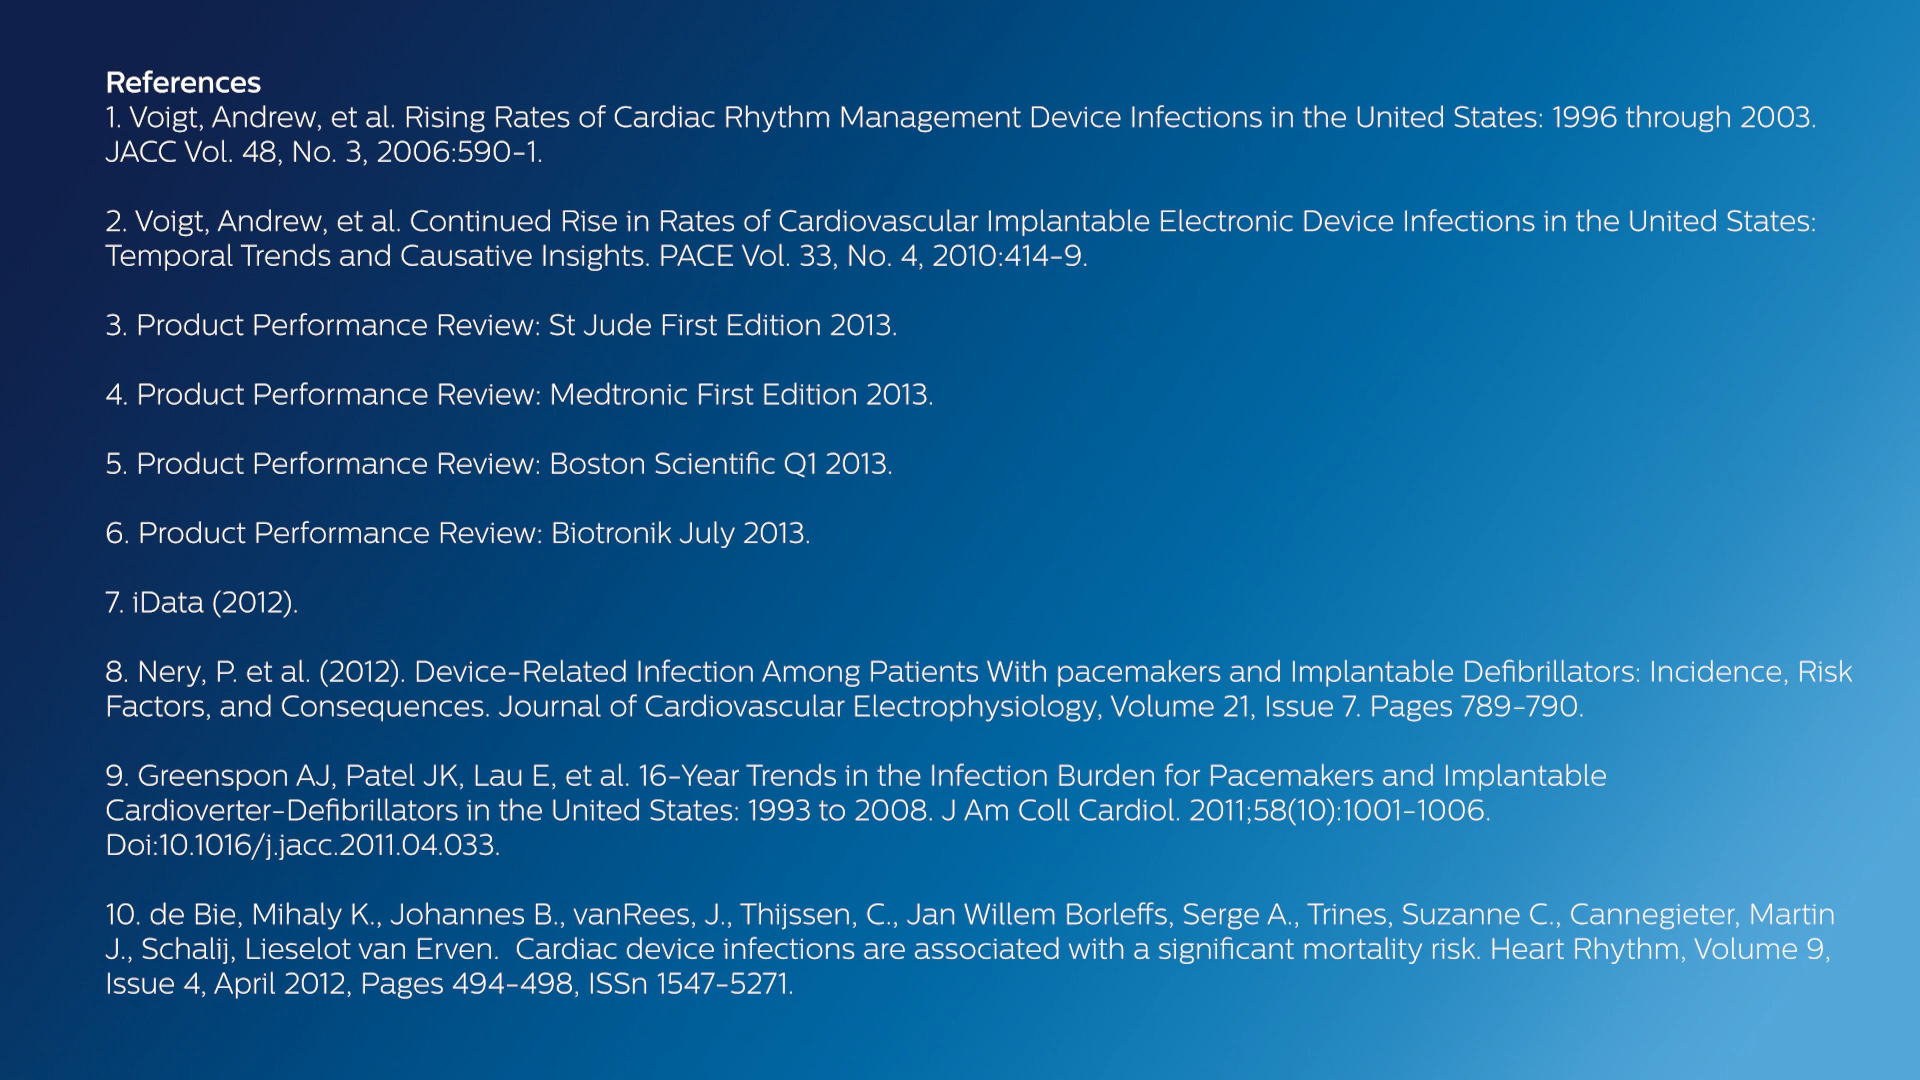 References
1. Voigt, Andrew, et al. Rising Rates of Cardiac Rhythm Management Device Infections in the United States: 1996 through 2003.
JACC Vol. 48, No. 3, 2006:590-1.
2. Voigt, Andrew, et al. Continued Rise in Rates of Cardiovascular Implantable Electronic Device Infections in the United States:
Temporal Trends and Causative Insights. PACE Vol. 33, No. 4, 2010:414-9.
3. Product Performance Review: St Jude First Edition 2013.
4. Product Performance Review: Medtronic First Edition 2013.
5. Product Performance Review: Boston Scientific Q1 2013.
6. Product Performance Review: Biotronik July 2013.
7. iData (2012).
8. Nery, P. et al. (2012). Device-Related Infection Among Patients With pacemakers and Implantable Defibrillators: Incidence, Risk
Factors, and Consequences. Journal of Cardiovascular Electrophysiology, Volume 21, Issue 7. Pages 789-790.
9. Greenspon AJ, Patel JK, Lau E, et al. 16-Year Trends in the Infection Burden for Pacemakers and Implantable
Cardioverter-Defibrillators in the United States: 1993 to 2008. J Am Coll Cardiol. 2011;58(10):1001-1006.
Doi:10.1016/j.jacc.2011.04.033.
10. de Bie, Mihaly K., Johannes B., vanRees, J., Thijssen, C., Jan Willem Borleffs, Serge A., Trines, Suzanne C., Cannegieter, Martin
J., Schalij, Lieselot van Erven.  Cardiac device infections are associated with a significant mortality risk. Heart Rhythm, Volume 9,
Issue 4, April 2012, Pages 494-498, ISSn 1547-5271.